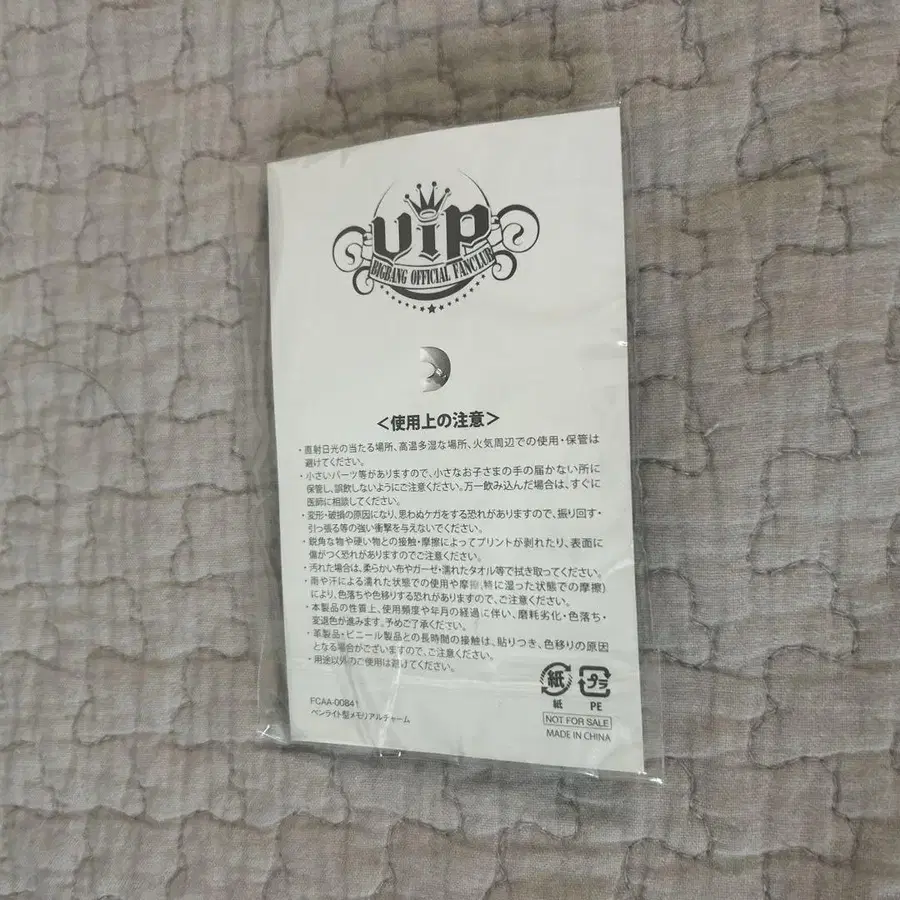 VIP
BIGBANG OFFICIAL FANCLUB
＜使用上の注意＞
・直射日光の当たる場所、高温多湿な場所、火気周辺での使用・保管は
避けてください。
・小さいパーツ等がありますので、小さなお子さまの手の届かない所に
保管し、誤飲しないようにご注意ください。万一飲み込んだ場合は、すぐに
医師に相談してください。
・変形・破損の原因になり、思わぬケガをする恐れがありますので、振り回す・
引っ張る等の強い衝撃を与えないでください。
・鋭角な物や硬い物との接触・摩擦によってプリントが剥れたり、表面に
傷がつく恐れがありますのでご注意ください。
・汚れた場合は、柔らかい布やガーゼ・濡れたタオル等で拭き取ってください。
・雨や汗による濡れた状態での使用や摩擦（特に湿った状態での摩擦）
により、色落ちや色移りする恐れがありますので、ご注意ください。
・本製品の性質上、使用頻度や年月の経過に伴い、磨耗劣化・色落ち・
変退色が進みます。予めご了承ください。
・革製品・ビニール製品との長時間の接触は、貼りつき、色移りの原因
となる場合がございますので、ご注意ください。
・用途以外のご使用は避けてください。
紙
プラ
紙
PE
FCAA-00841
ペンライト型メモリアルチャーム
NOT FOR SALE
MADE IN CHINA